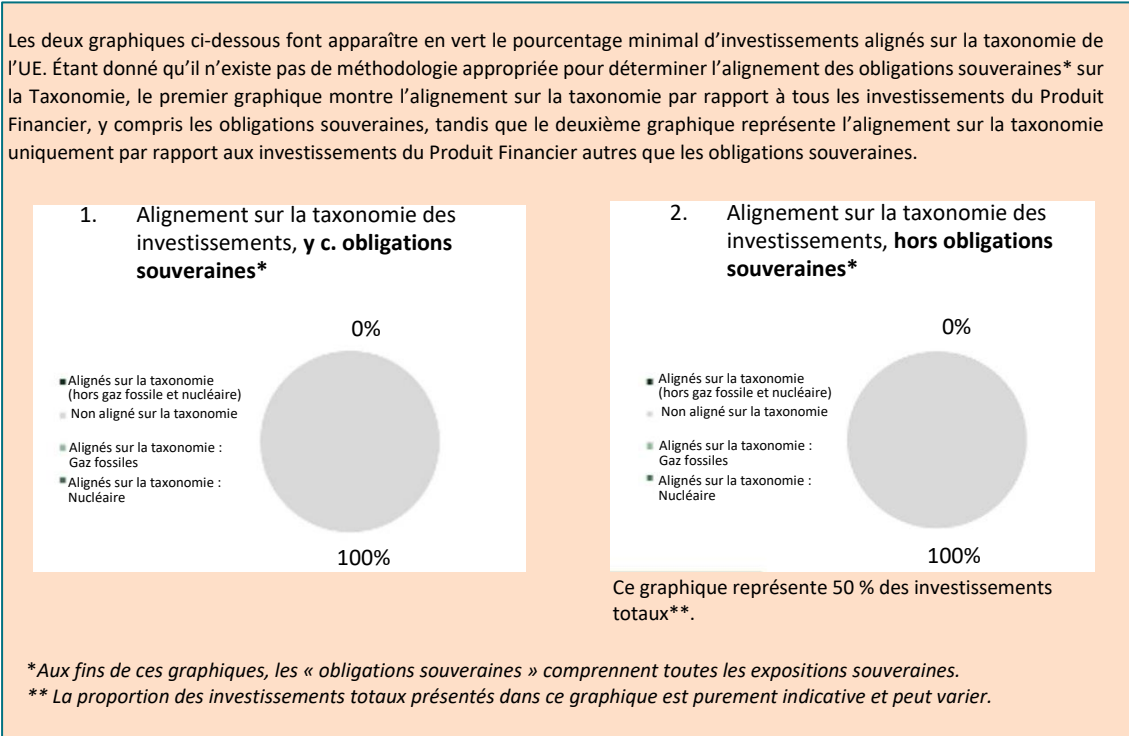 Les deux graphiques ci-dessous font apparaître en vert le pourcentage minimal d’investissements alignés sur la taxonomie de
l’UE. Étant donné qu’il n’existe pas de méthodologie appropriée pour déterminer l’alignement des obligations souveraines* sur
la Taxonomie, le premier graphique montre l’alignement sur la taxonomie par rapport à tous les investissements du Produit
Financier, y compris les obligations souveraines, tandis que le deuxième graphique représente l’alignement sur la taxonomie
uniquement par rapport aux investissements du Produit Financier autres que les obligations souveraines.
1. Alignement sur la taxonomie des
investissements, y c. obligations
souveraines*
0%
Alignés sur la taxonomie
(hors gaz fossile et nucléaire)
Non aligné sur la taxonomie
Alignés sur la taxonomie :
Gaz fossiles
Alignés sur la taxonomie :
Nucléaire
100%
2. Alignement sur la taxonomie des
investissements, hors obligations
souveraines*
0%
Alignés sur la taxonomie
(hors gaz fossile et nucléaire)
Non aligné sur la taxonomie
Alignés sur la taxonomie :
Gaz fossiles
Alignés sur la taxonomie :
Nucléaire
100%
Ce graphique représente 50 % des investissements
totaux**.
*Aux fins de ces graphiques, les « obligations souveraines » comprennent toutes les expositions souveraines.
** La proportion des investissements totaux présentés dans ce graphique est purement indicative et peut varier.